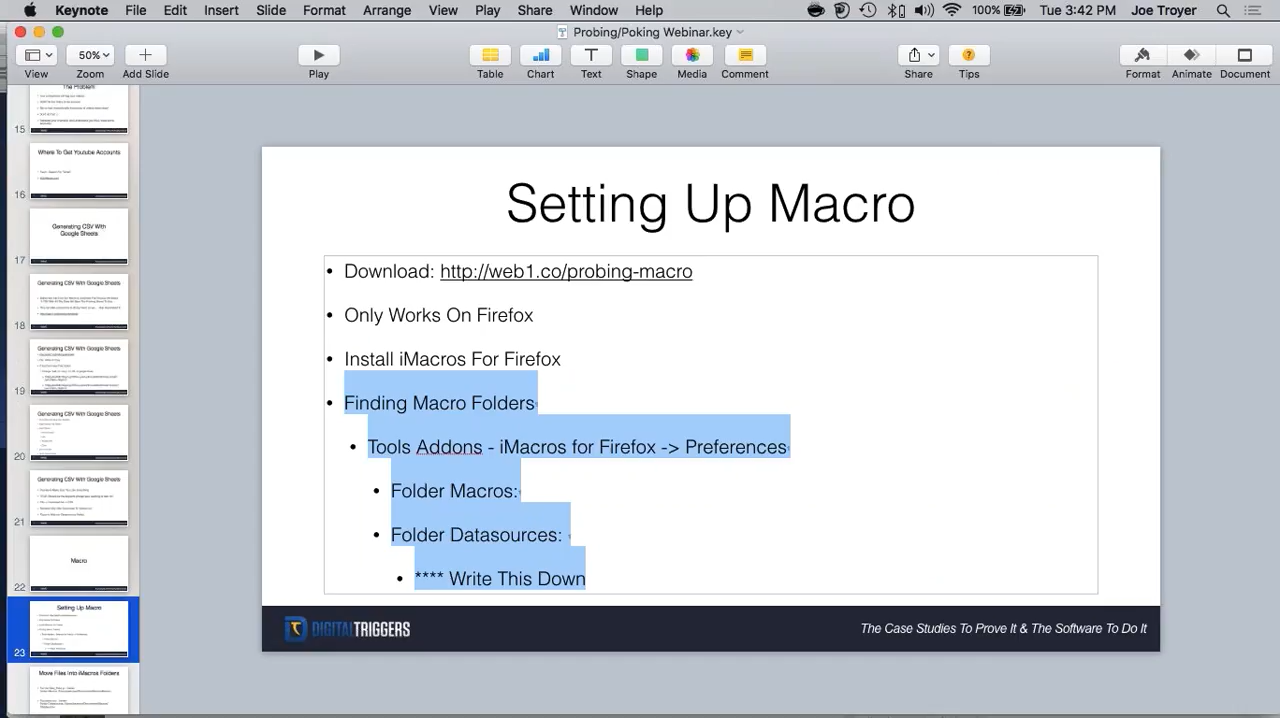 Keynote File Edit Insert Slide Format Arrange View Play Share Window Help 100% Tue 3:42 PM Joe Troyer
Probing/Poking Webinar.key
50%
View Zoom Add Slide Play Table Chart Text Shape Media Comment Share Tips Format Animate Document
The Problem
15
Where To Get Youtube Accounts
16
Generating CSV With
Google Sheets
17
Generating CSV With Google Sheets
18
Generating CSV With Google Sheets
19
Generating CSV With Google Sheets
20
Generating CSV With Google Sheets
21
Macro
22
Setting Up Macro
23
Move Files Into iMacros Folders
Setting Up Macro
• Download: http://web1.co/probing-macro
• Only Works On Firefox
• Install iMacros For Firefox
• Finding Macro Folders
• Tools Addons > iMacros for Firefox > Preferences
• Folder Macros:
• Folder Datasources:
• **** Write This Down
The Case Studies To Prove It & The Software To Do It